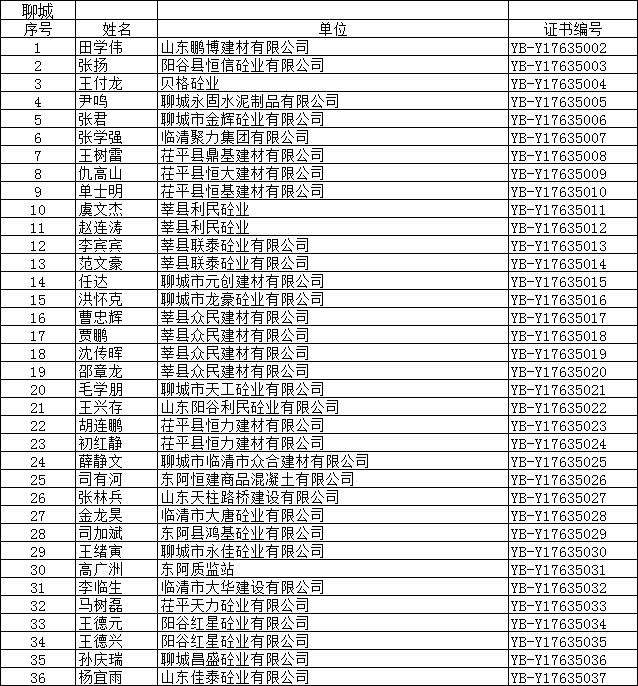 聊城
序号 姓名 单位 证书编号
1 田学伟 山东鹏博建材有限公司 YB-Y17635002
2 张扬 阳谷县恒信砼业有限公司 YB-Y17635003
3 王付龙 贝格砼业 YB-Y17635004
4 尹鸣 聊城永固水泥制品有限公司 YB-Y17635005
5 张君 聊城市金辉砼业有限公司 YB-Y17635006
6 张学强 临清聚力集团有限公司 YB-Y17635007
7 王树雷 茌平县鼎基建材有限公司 YB-Y17635008
8 仇高山 茌平县恒大建材有限公司 YB-Y17635009
9 单士明 茌平县恒基建材有限公司 YB-Y17635010
10 虞文杰 莘县利民砼业 YB-Y17635011
11 赵连涛 莘县利民砼业 YB-Y17635012
12 李宾宾 莘县联泰砼业有限公司 YB-Y17635013
13 范文豪 莘县联泰砼业有限公司 YB-Y17635014
14 任达 聊城市元创建材有限公司 YB-Y17635015
15 洪怀克 聊城市龙豪砼业有限公司 YB-Y17635016
16 曹忠辉 莘县众民建材有限公司 YB-Y17635017
17 贾鹏 莘县众民建材有限公司 YB-Y17635018
18 沈传晖 莘县众民建材有限公司 YB-Y17635019
19 邵章龙 莘县众民建材有限公司 YB-Y17635020
20 毛学朋 聊城市天工砼业有限公司 YB-Y17635021
21 王兴存 山东阳谷利民砼业有限公司 YB-Y17635022
22 胡连鹏 茌平县恒力建材有限公司 YB-Y17635023
23 初红静 茌平县恒力建材有限公司 YB-Y17635024
24 薛静文 聊城市临清市众合建材有限公司 YB-Y17635025
25 司有河 东阿恒建商品混凝土有限公司 YB-Y17635026
26 张林兵 山东天柱路桥建设有限公司 YB-Y17635027
27 金龙昊 临清市大唐砼业有限公司 YB-Y17635028
28 司加斌 东阿县鸿基砼业有限公司 YB-Y17635029
29 王绪寅 聊城市永佳砼业有限公司 YB-Y17635030
30 高广洲 东阿质监站 YB-Y17635031
31 李临生 临清市大华建设有限公司 YB-Y17635032
32 马树磊 茌平天力砼业有限公司 YB-Y17635033
33 王德元 阳谷红星砼业有限公司 YB-Y17635034
34 王德兴 阳谷红星砼业有限公司 YB-Y17635035
35 孙庆瑞 聊城昌盛砼业有限公司 YB-Y17635036
36 杨宜雨 山东佳泰砼业有限公司 YB-Y17635037